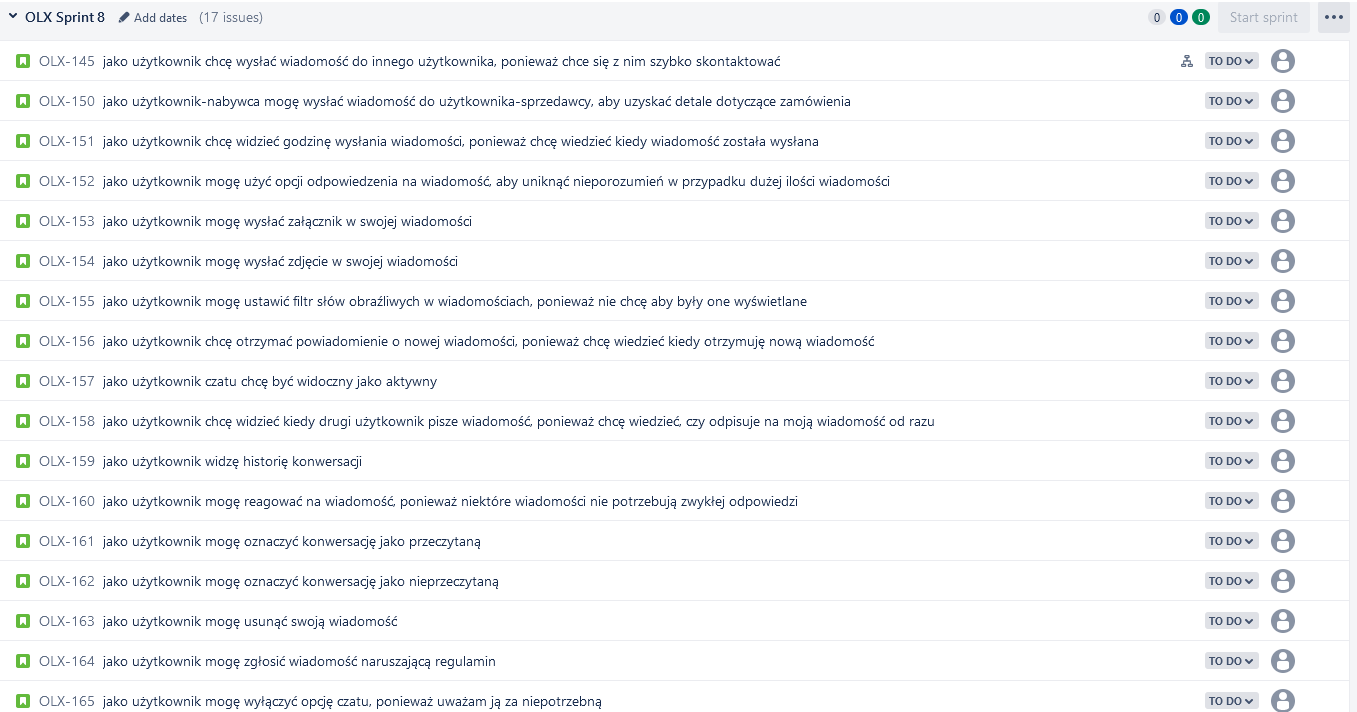 OLX Sprint 8 Add dates (17 issues) 0 0 0 Start sprint
OLX-145 jako użytkownik chcę wysłać wiadomość do innego użytkownika, ponieważ chce się z nim szybko skontaktować TO DO
OLX-150 jako użytkownik-nabywca mogę wysłać wiadomość do użytkownika-sprzedawcy, aby uzyskać detale dotyczące zamówienia TO DO
OLX-151 jako użytkownik chcę widzieć godzinę wysłania wiadomości, ponieważ chcę wiedzieć kiedy wiadomość została wysłana TO DO
OLX-152 jako użytkownik mogę użyć opcji odpowiedzenia na wiadomość, aby uniknąć nieporozumień w przypadku dużej ilości wiadomości TO DO
OLX-153 jako użytkownik mogę wysłać załącznik w swojej wiadomości TO DO
OLX-154 jako użytkownik mogę wysłać zdjęcie w swojej wiadomości TO DO
OLX-155 jako użytkownik mogę ustawić filtr słów obraźliwych w wiadomościach, ponieważ nie chcę aby były one wyświetlane TO DO
OLX-156 jako użytkownik chcę otrzymać powiadomienie o nowej wiadomości, ponieważ chcę wiedzieć kiedy otrzymuję nową wiadomość TO DO
OLX-157 jako użytkownik czatu chcę być widoczny jako aktywny TO DO
OLX-158 jako użytkownik chcę widzieć kiedy drugi użytkownik pisze wiadomość, ponieważ chcę wiedzieć, czy odpisuje na moją wiadomość od razu TO DO
OLX-159 jako użytkownik widzę historię konwersacji TO DO
OLX-160 jako użytkownik mogę reagować na wiadomość, ponieważ niektóre wiadomości nie potrzebują zwykłej odpowiedzi TO DO
OLX-161 jako użytkownik mogę oznaczyć konwersację jako przeczytaną TO DO
OLX-162 jako użytkownik mogę oznaczyć konwersację jako nieprzeczytaną TO DO
OLX-163 jako użytkownik mogę usunąć swoją wiadomość TO DO
OLX-164 jako użytkownik mogę zgłosić wiadomość naruszającą regulamin TO DO
OLX-165 jako użytkownik mogę wyłączyć opcję czatu, ponieważ uważam ją za niepotrzebną TO DO